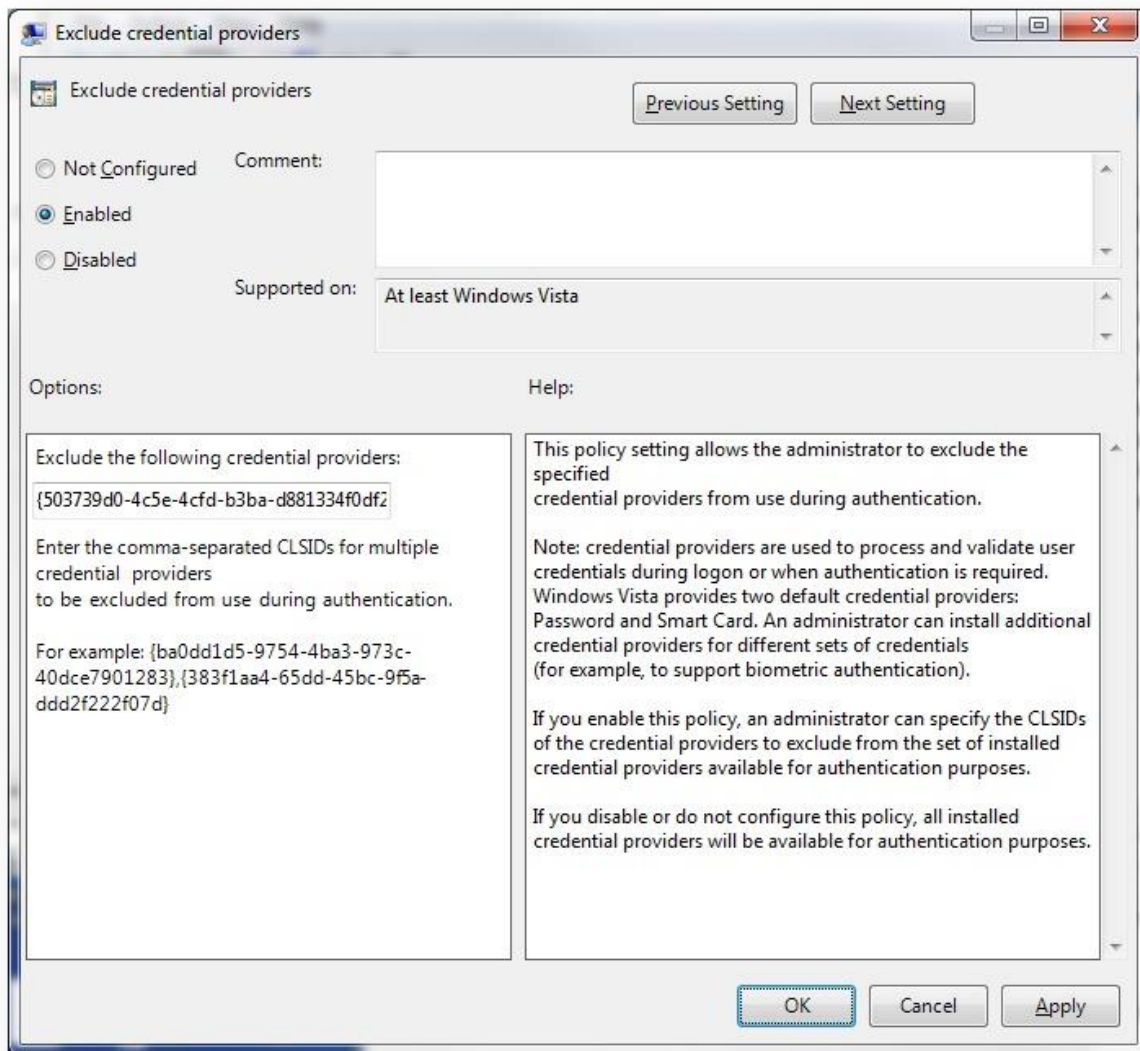 Exclude credential providers
Exclude credential providers
Previous Setting
Next Setting
Not Configured
Comment:
Enabled
Disabled
Supported on:
At least Windows Vista
Options:
Help:
Exclude the following credential providers:
{503739d0-4c5e-4cfd-b3ba-d881334f0df2
Enter the comma-separated CLSIDs for multiple
credential providers
to be excluded from use during authentication.
For example: {ba0dd1d5-9754-4ba3-973c-
40dce7901283},{383f1aa4-65dd-45bc-9f5a-
ddd2f222f07d}
This policy setting allows the administrator to exclude the
specified
credential providers from use during authentication.
Note: credential providers are used to process and validate user
credentials during logon or when authentication is required.
Windows Vista provides two default credential providers:
Password and Smart Card. An administrator can install additional
credential providers for different sets of credentials
(for example, to support biometric authentication).
If you enable this policy, an administrator can specify the CLSIDs
of the credential providers to exclude from the set of installed
credential providers available for authentication purposes.
If you disable or do not configure this policy, all installed
credential providers will be available for authentication purposes.
OK
Cancel
Apply